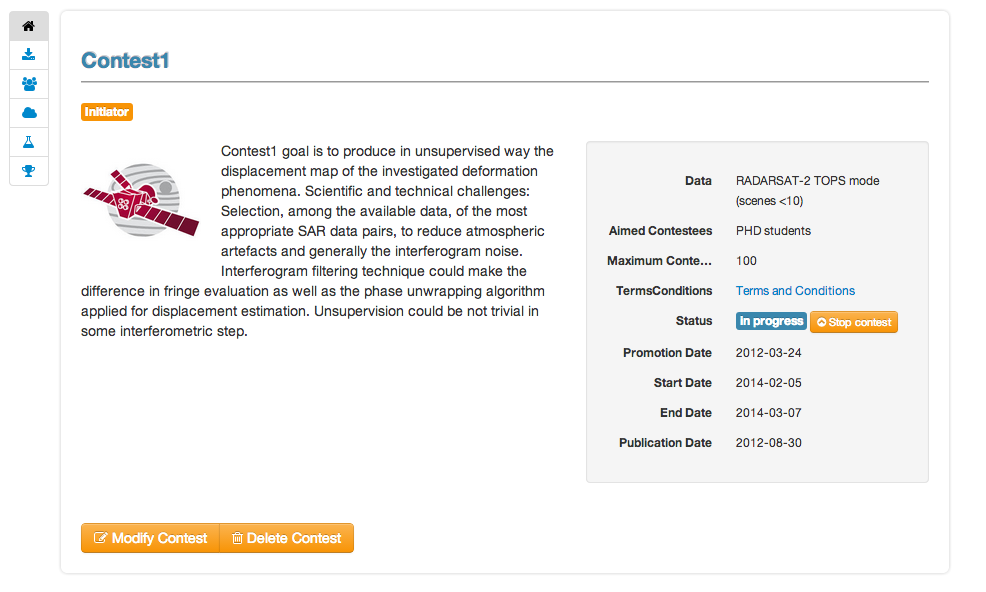 Contest1
Initiator
Contest1 goal is to produce in unsupervised way the
displacement map of the investigated deformation
phenomena. Scientific and technical challenges:
Selection, among the available data, of the most
appropriate SAR data pairs, to reduce atmospheric
artefacts and generally the interferogram noise.
Interferogram filtering technique could make the
difference in fringe evaluation as well as the phase unwrapping algorithm
applied for displacement estimation. Unsupervision could be not trivial in
some interferometric step.
Data RADARSAT-2 TOPS mode
(scenes <10)
Aimed Contestees PHD students
Maximum Conte... 100
TermsConditions Terms and Conditions
Status In progress Stop contest
Promotion Date 2012-03-24
Start Date 2014-02-05
End Date 2014-03-07
Publication Date 2012-08-30
Modify Contest Delete Contest